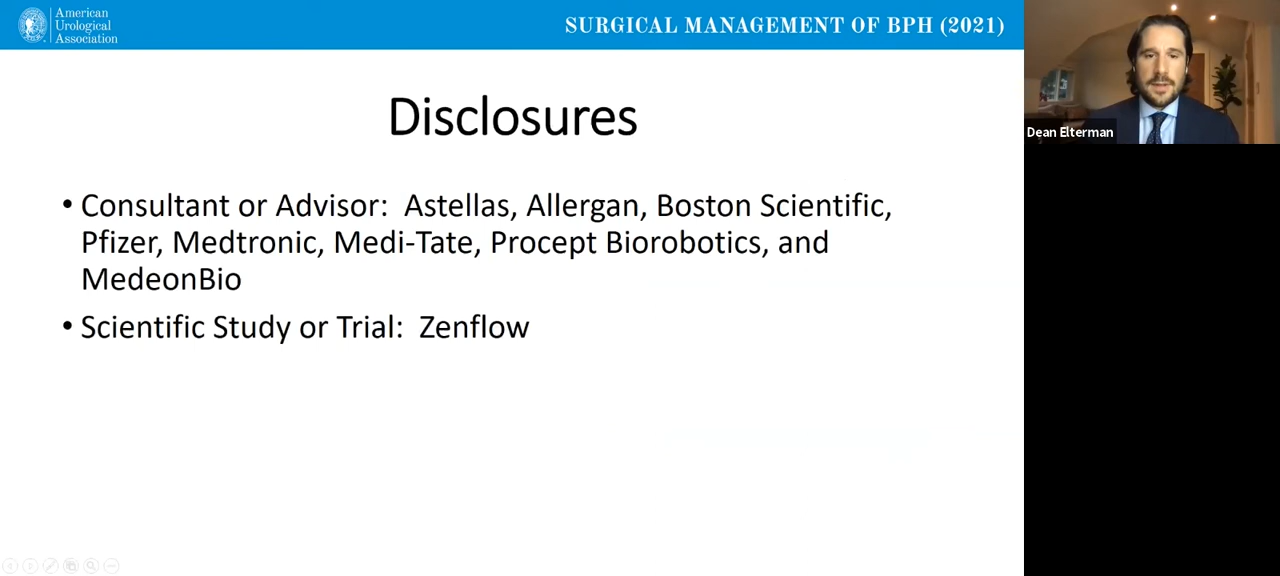 American
Urological
Association
SURGICAL MANAGEMENT OF BPH (2021)
Dean Elterman
Disclosures
• Consultant or Advisor: Astellas, Allergan, Boston Scientific,
Pfizer, Medtronic, Medi-Tate, Procept Biorobotics, and
MedeonBio
• Scientific Study or Trial: Zenflow